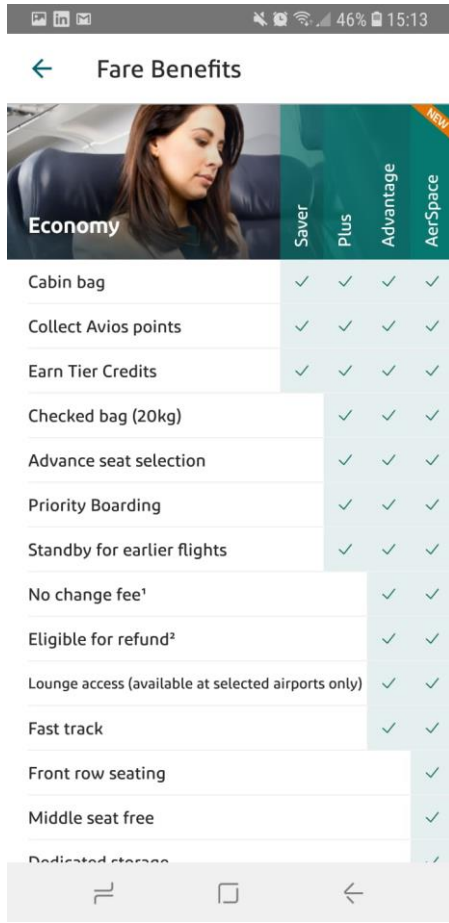 46% 15:13
Fare Benefits
NEW
Economy
Saver
Plus
Advantage
AerSpace
Cabin bag
Collect Avios points
Earn Tier Credits
Checked bag (20kg)
Advance seat selection
Priority Boarding
Standby for earlier flights
No change fee¹
Eligible for refund²
Lounge access (available at selected airports only)
Fast track
Front row seating
Middle seat free
Dedicated storage